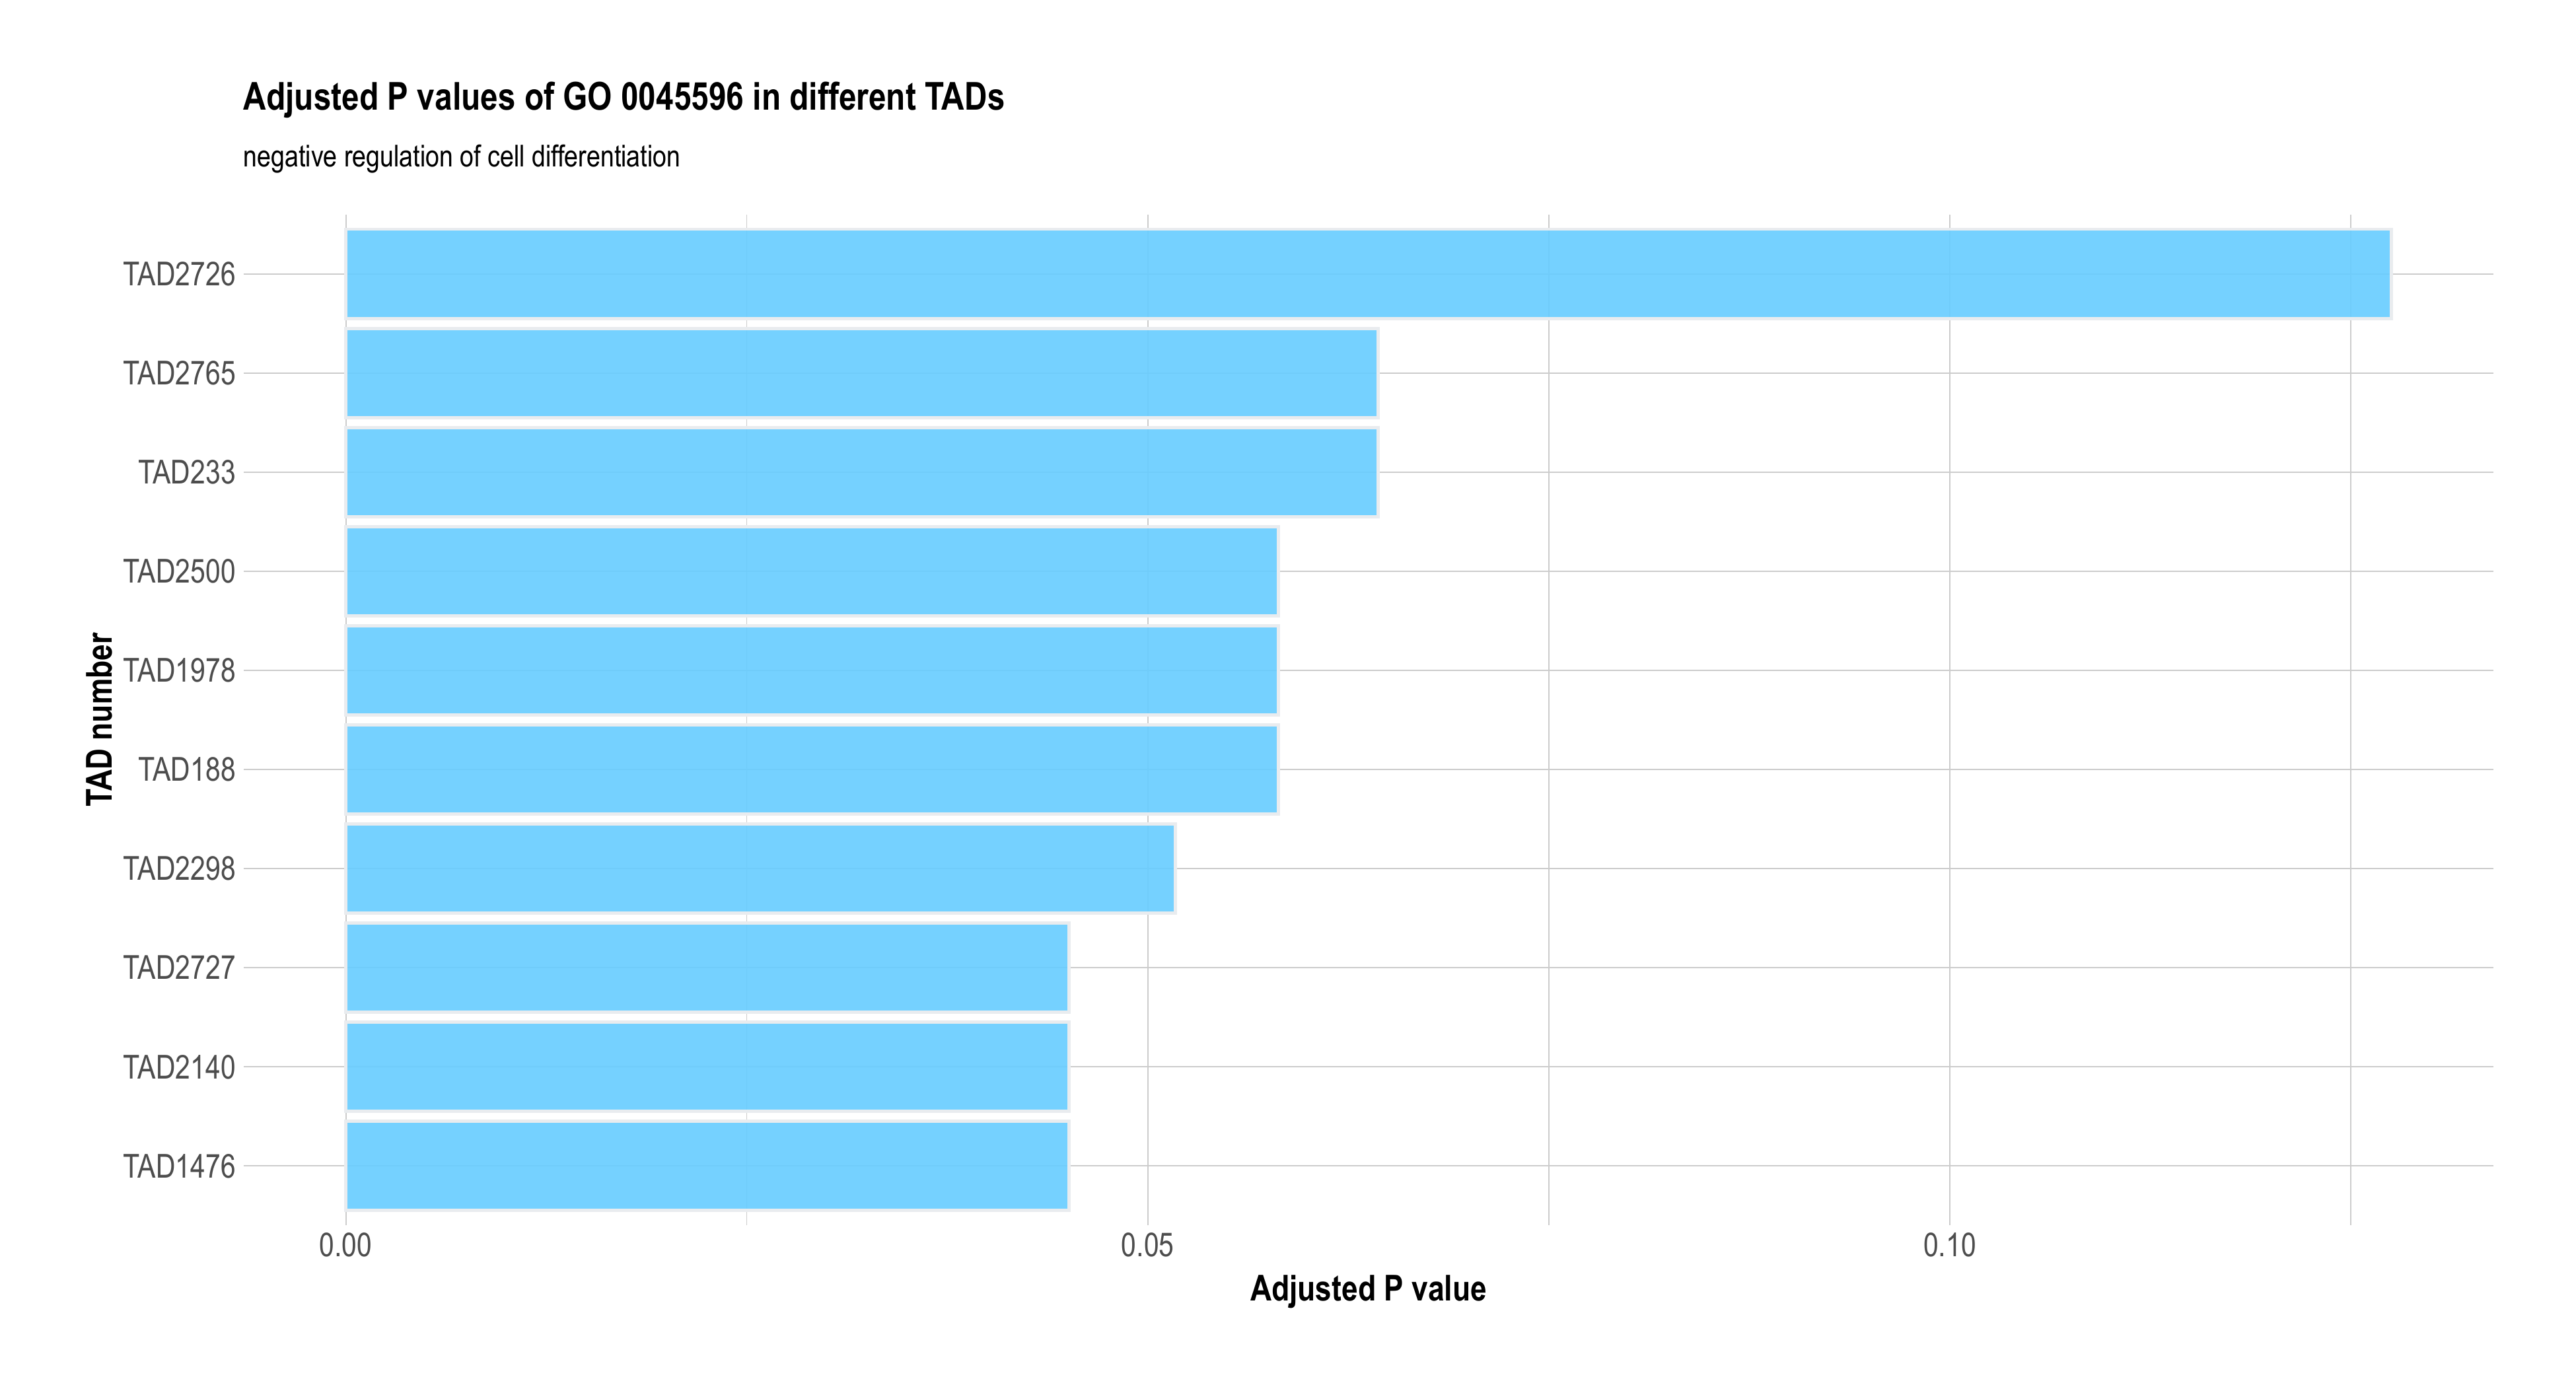 Adjusted P values of GO 0045596 in different TADs
negative regulation of cell differentiation
TAD number
TAD2726
TAD2765
TAD233
TAD2500
TAD1978
TAD188
TAD2298
TAD2727
TAD2140
TAD1476
0.00 0.05 0.10
Adjusted P value